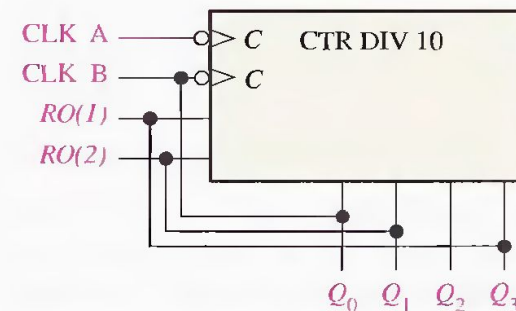 CLK A C CTR DIV 10
CLK B C
RO(1)
RO(2)
Q0 Q1 Q2 Q3